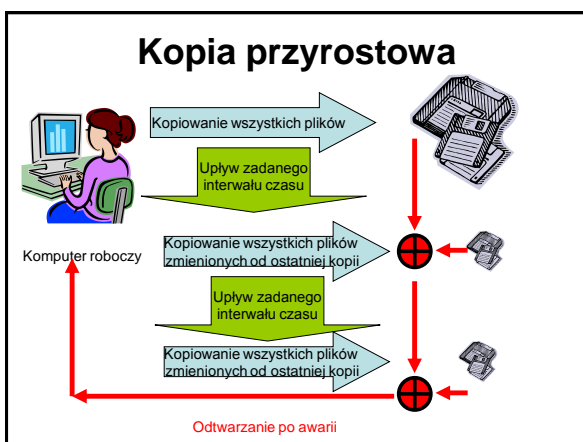 Kopia przyrostowa
Kopiowanie wszystkich plików
Upływ zadanego
interwału czasu
Komputer roboczy
Kopiowanie wszystkich plików
zmienionych od ostatniej kopii
Upływ zadanego
interwału czasu
Kopiowanie wszystkich plików
zmienionych od ostatniej kopii
Odtwarzanie po awarii